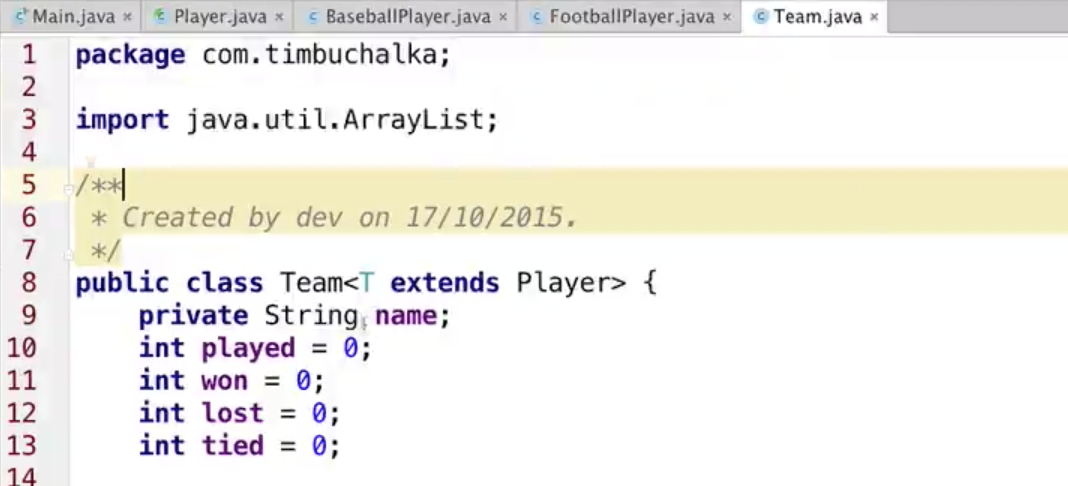 Main.java × Player.java × BaseballPlayer.java × FootballPlayer.java × Team.java ×
1 package com.timbuchalka;
2
3 import java.util.ArrayList;
4
5 /**
6  * Created by dev on 17/10/2015.
7  */
8 public class Team<T extends Player> {
9     private String name;
10     int played = 0;
11     int won = 0;
12     int lost = 0;
13     int tied = 0;
14